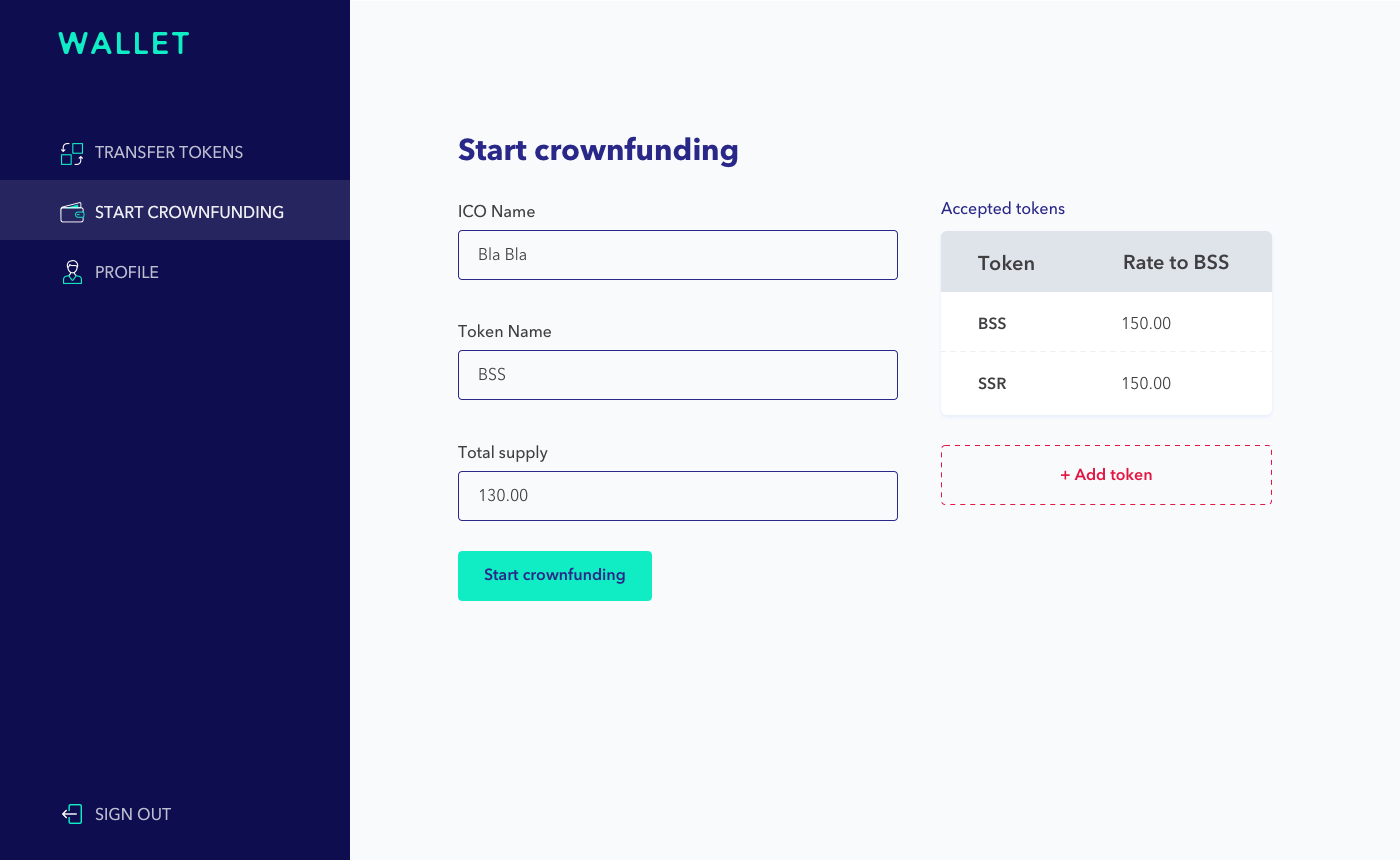 WALLET
TRANSFER TOKENS
START CROWNFUNDING
PROFILE
SIGN OUT
Start crownfunding
ICO Name
Bla Bla
Token Name
BSS
Total supply
130.00
Start crownfunding
Accepted tokens
Token Rate to BSS
BSS 150.00
SSR 150.00
+ Add token